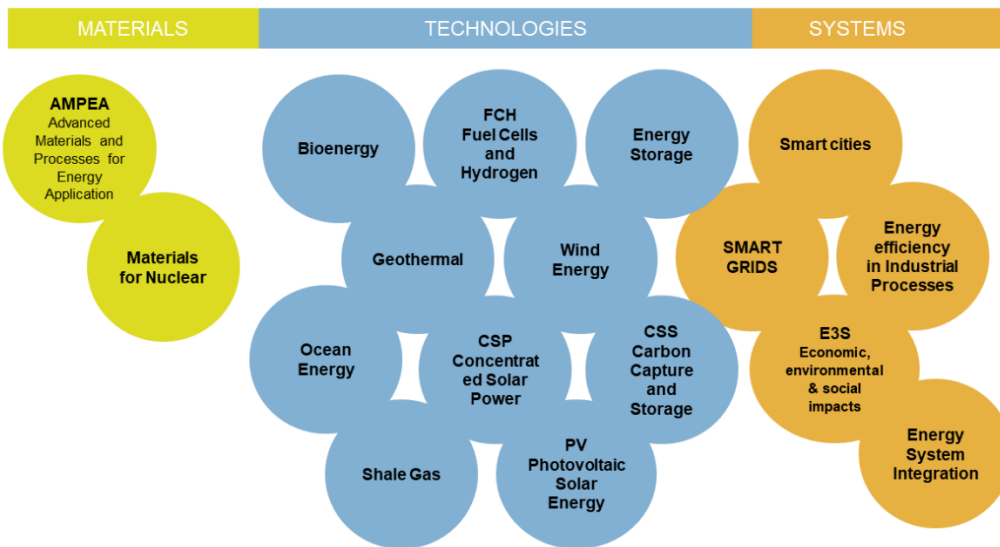 MATERIALS
TECHNOLOGIES
SYSTEMS
AMPEA
Advanced
Materials and
Processes for
Energy
Application
Materials
for Nuclear
Bioenergy
FCH
Fuel Cells
and
Hydrogen
Energy
Storage
Geothermal
Wind
Energy
Ocean
Energy
CSP
Concentrat
ed Solar
Power
CSS
Carbon
Capture
and
Storage
Shale Gas
PV
Photovoltaic
Solar
Energy
Smart cities
SMART
GRIDS
Energy
efficiency
in Industrial
Processes
E3S
Economic,
environmental
& social
impacts
Energy
System
Integration